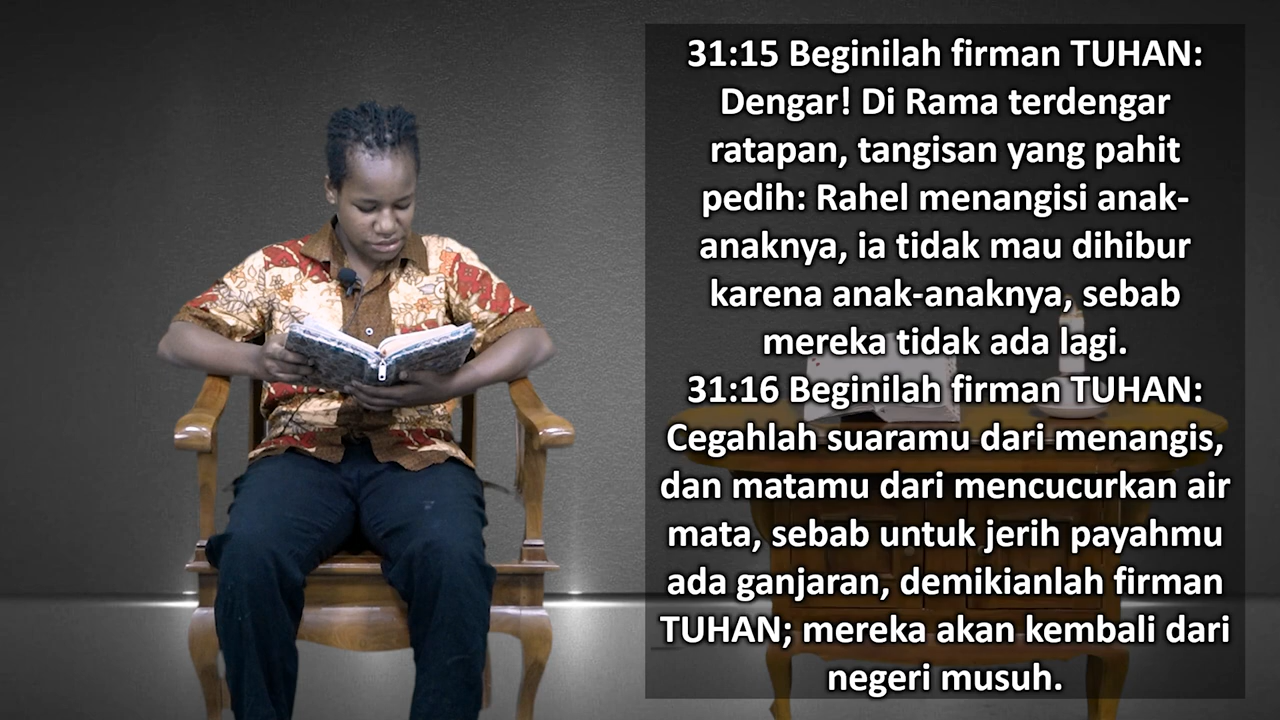 31:15 Beginilah firman TUHAN:
Dengar! Di Rama terdengar
ratapan, tangisan yang pahit
pedih: Rahel menangisi anak-
anaknya, ia tidak mau dihibur
karena anak-anaknya, sebab
mereka tidak ada lagi.
31:16 Beginilah firman TUHAN:
Cegahlah suaramu dari menangis,
dan matamu dari mencucurkan air
mata, sebab untuk jerih payahmu
ada ganjaran, demikianlah firman
TUHAN; mereka akan kembali dari
negeri musuh.